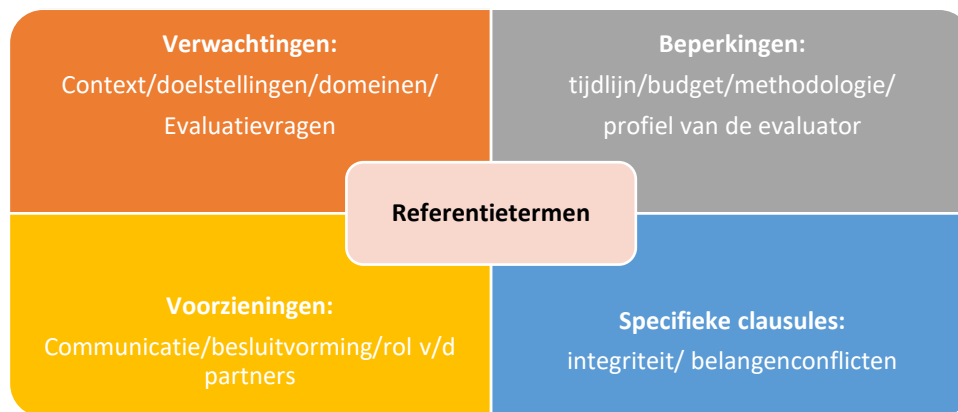 Verwachtingen:
Context/doelstellingen/domeinen/
Evaluatievragen
Beperkingen:
tijdlijn/budget/methodologie/
profiel van de evaluator
Referentietermen
Voorzieningen:
Communicatie/besluitvorming/rol v/d
partners
Specifieke clausules:
integriteit/ belangenconflicten